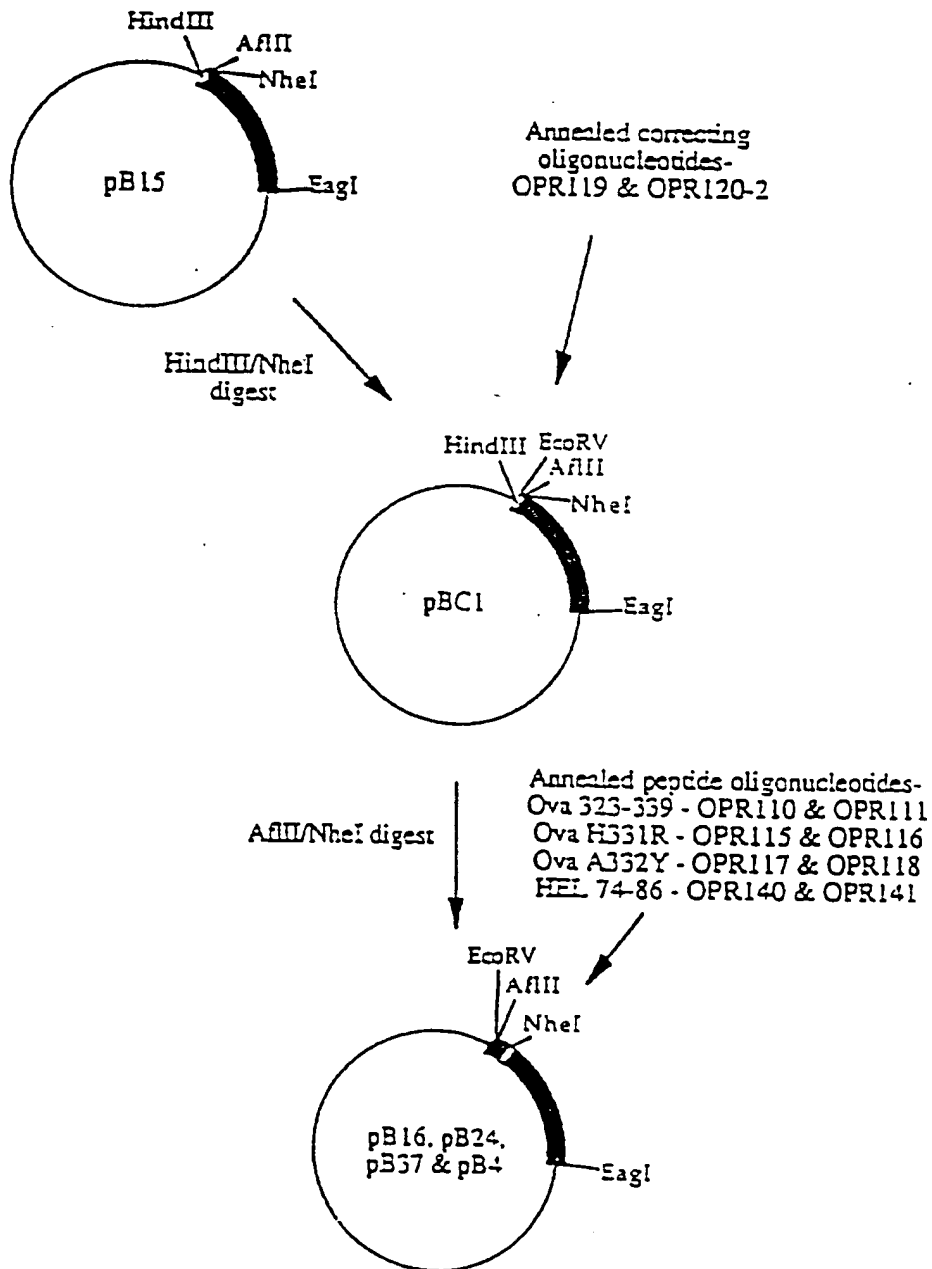 HindIII
AflII
NheI
pB15
EagI
Annealed correcting
oligonucleotides-
OPR119 & OPR120-2
HindIII/NheI
digest
HindIII
EcoRV
AflII
NheI
pBC1
EagI
AflII/NheI digest
Annealed peptide oligonucleotides-
Ova 323-339 - OPR110 & OPR111
Ova H331R - OPR115 & OPR116
Ova A332Y - OPR117 & OPR118
HEL 74-86 - OPR140 & OPR141
EcoRV
AflII
NheI
pB16, pB24,
pB37 & pB4
EagI